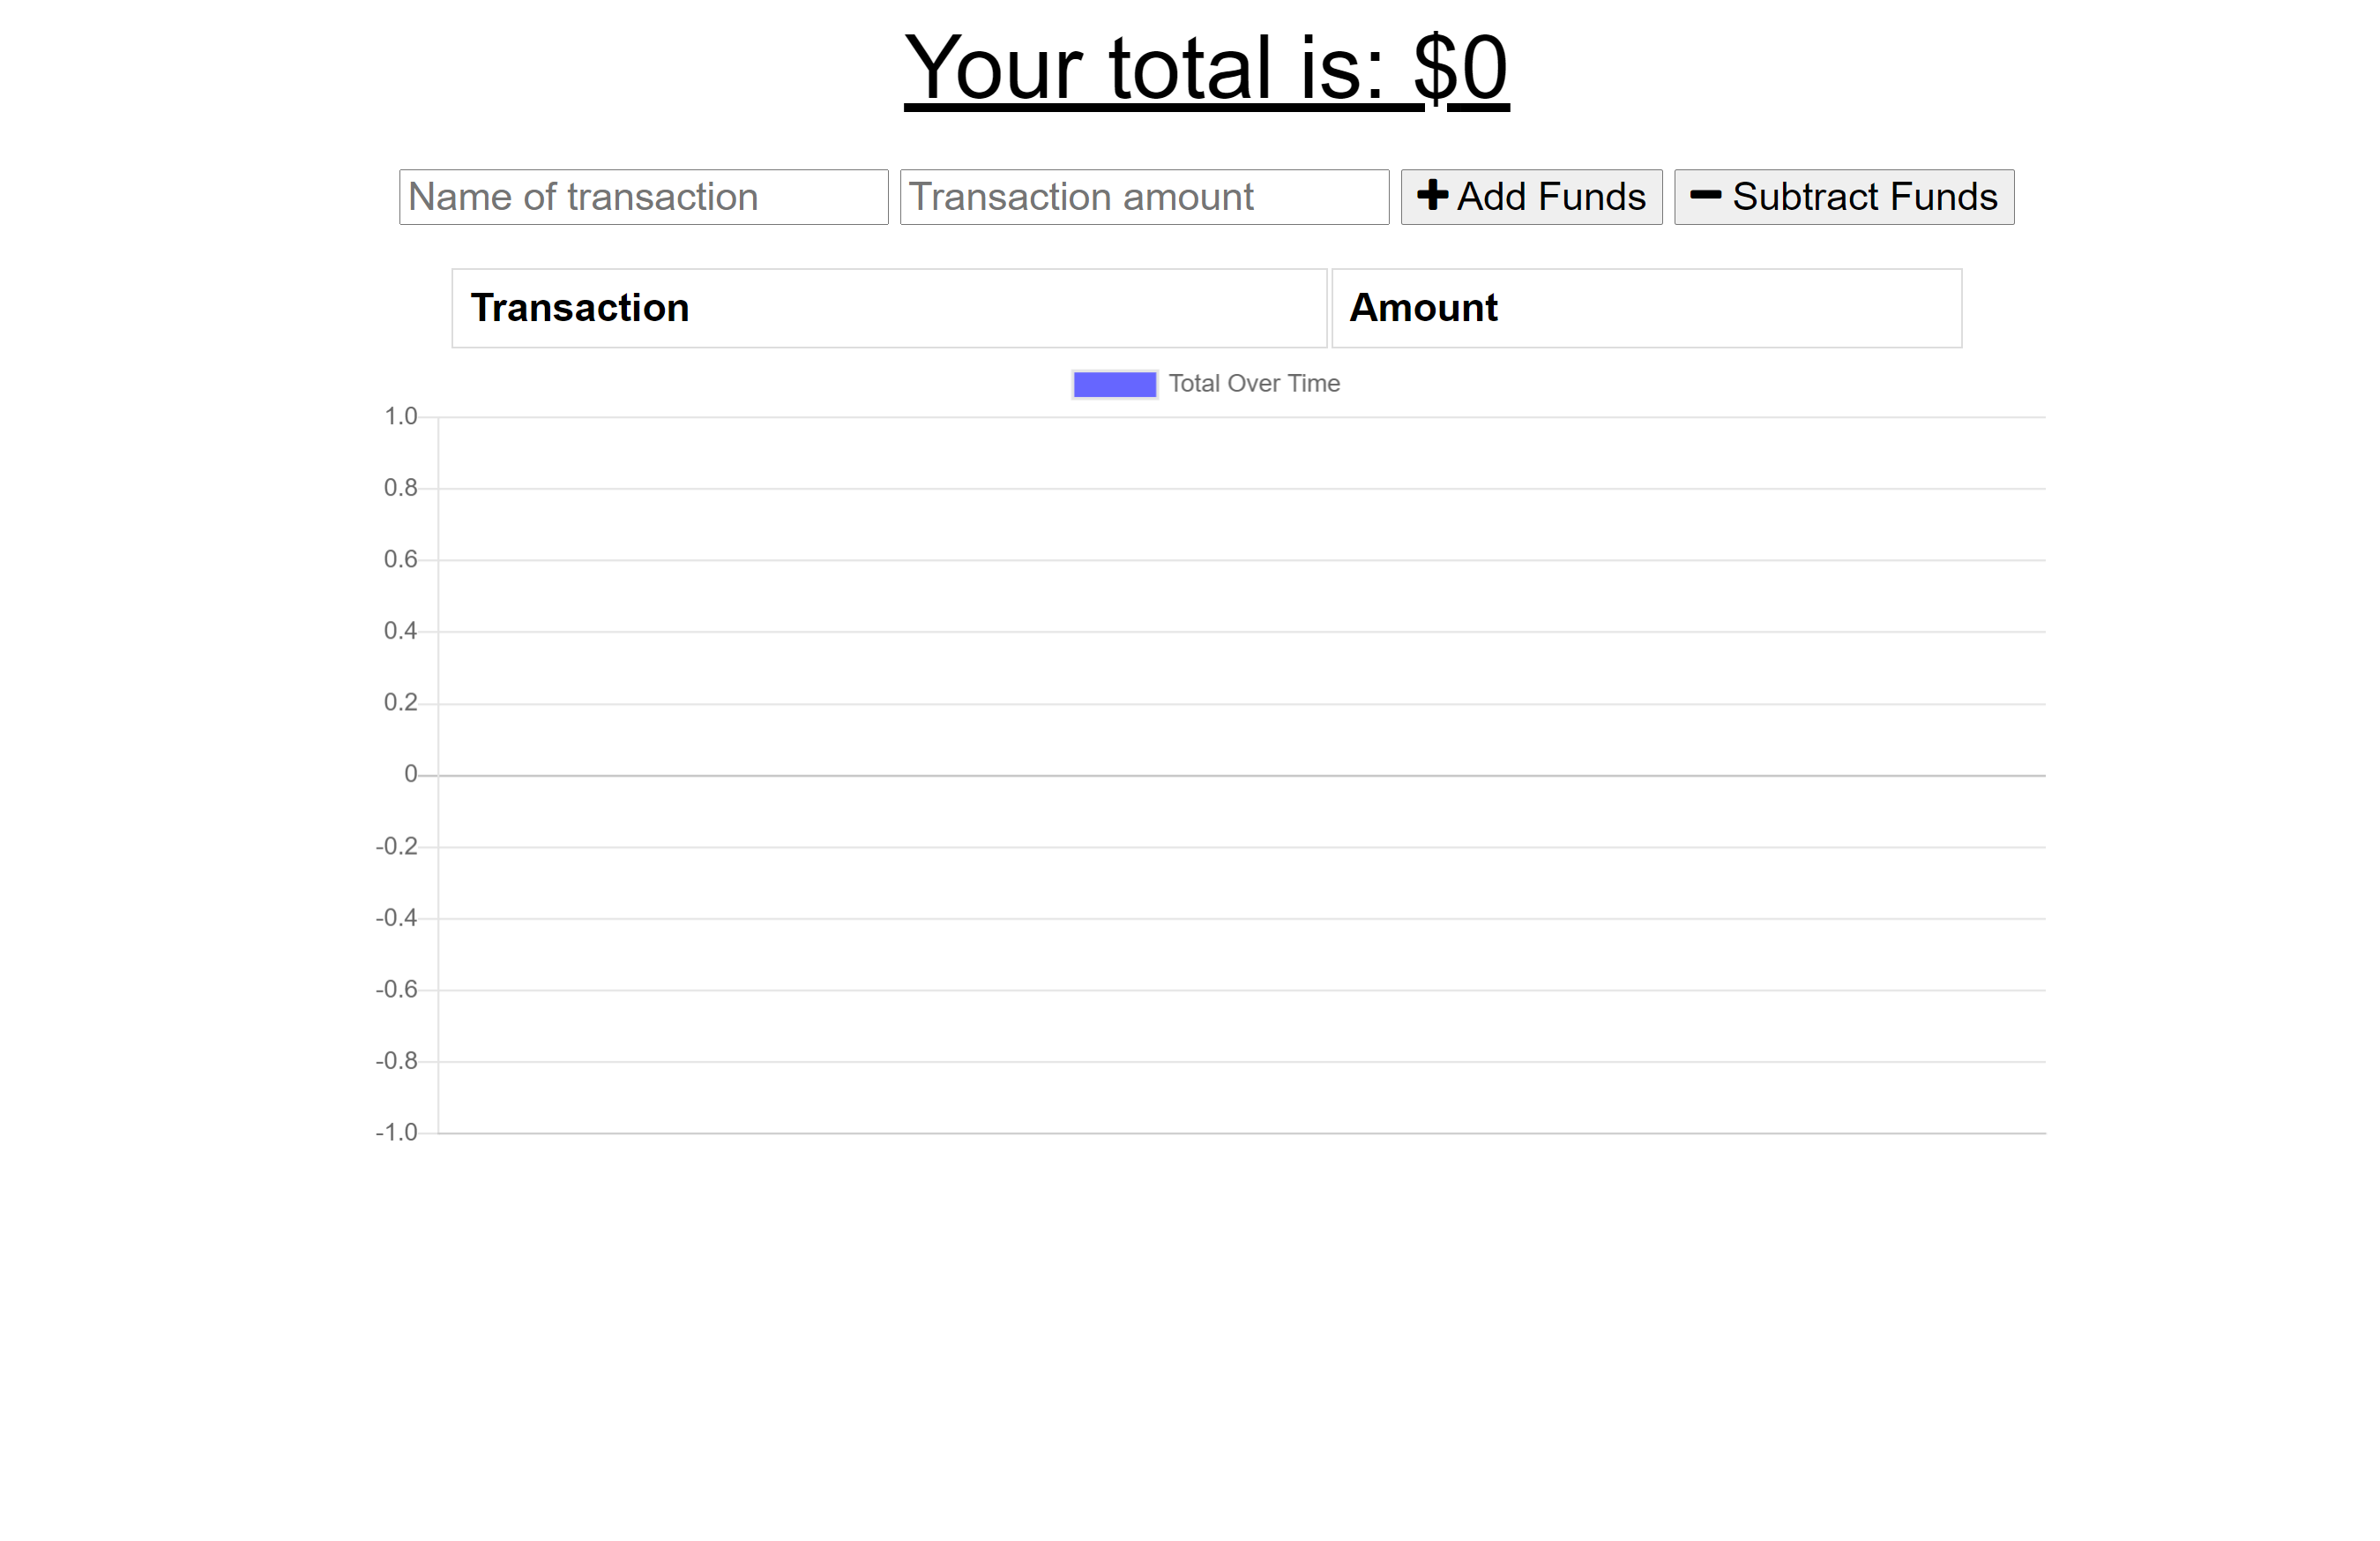 Your total is: $0
Name of transaction Transaction amount Add Funds Subtract Funds
Transaction Amount
Total Over Time
1.0
0.8
0.6
0.4
0.2
0
-0.2
-0.4
-0.6
-0.8
-1.0